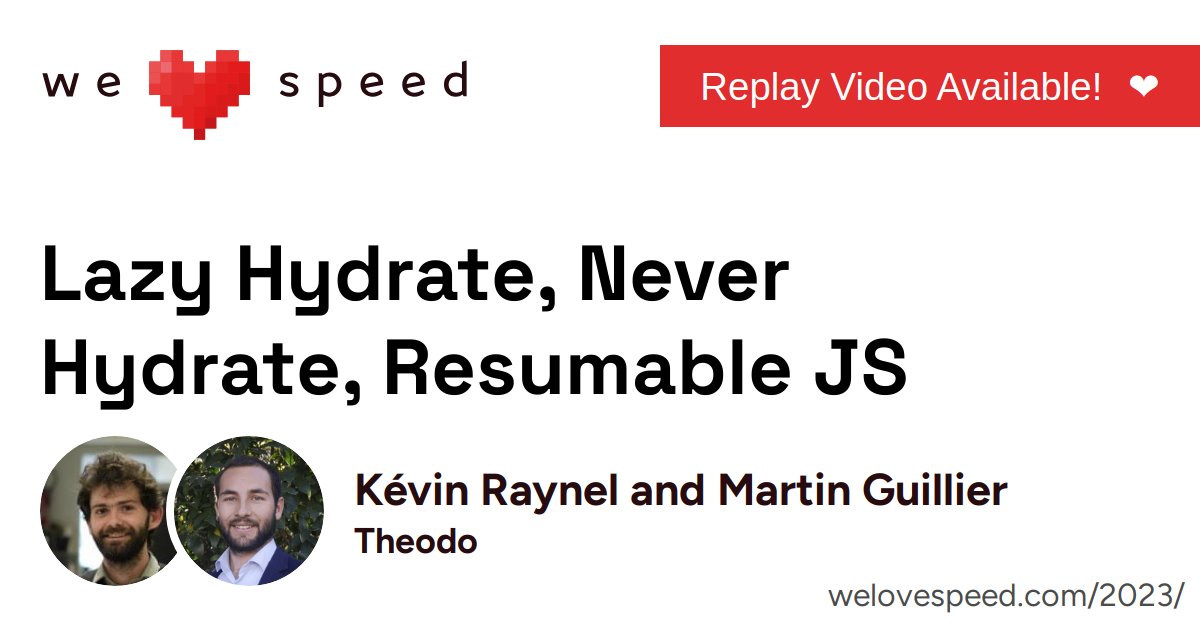 we speed
Replay Video Available! ❤
Lazy Hydrate, Never
Hydrate, Resumable JS
Kévin Raynel and Martin Guillier
Theodo
welovespeed.com/2023/